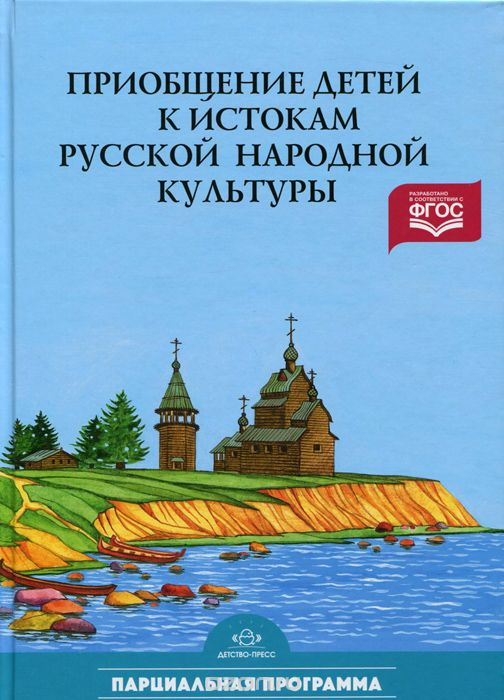 ПРИОБЩЕНИЕ ДЕТЕЙ
К ИСТОКАМ
РУССКОЙ НАРОДНОЙ
КУЛЬТУРЫ
РАЗРАБОТАНО
В СООТВЕТСТВИИ С
ФГОС
ДЕТСТВО-ПРЕСС
ПАРЦИАЛЬНАЯ ПРОГРАММА